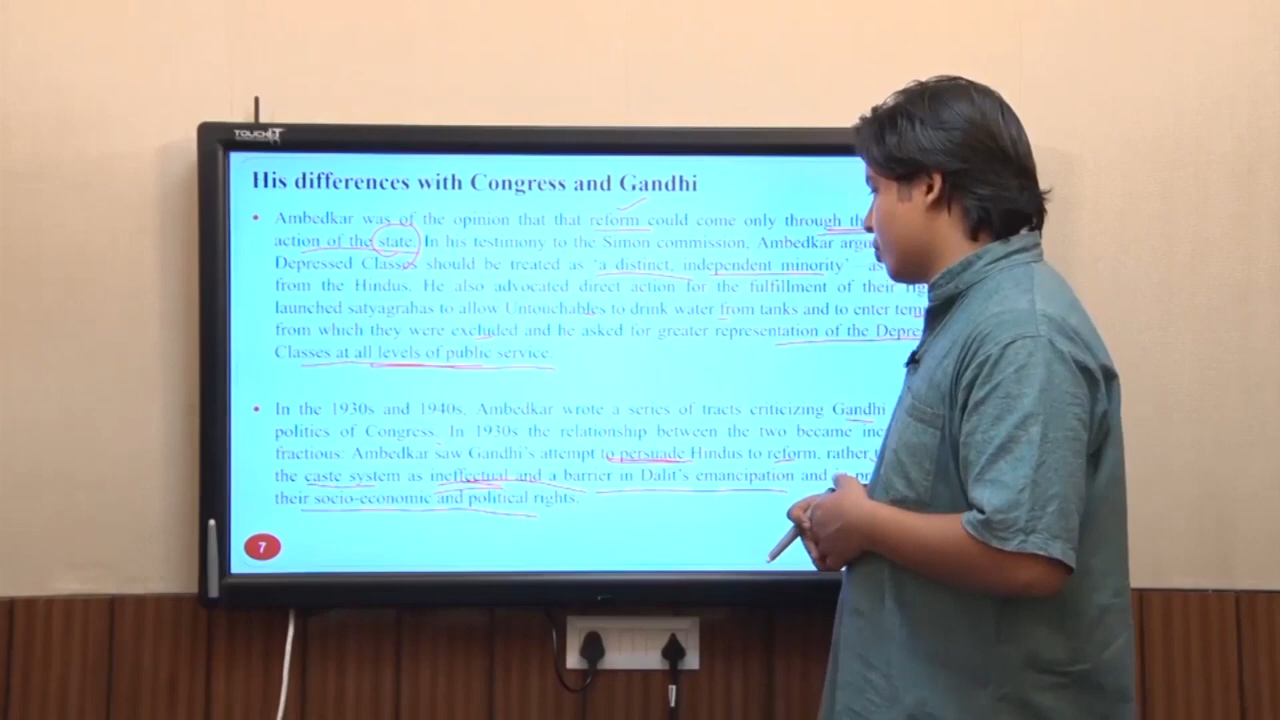 TOUCH IT
His differences with Congress and Gandhi
• Ambedkar was of the opinion that that reform could come only through
action of the state. In his testimony to the Simon commission, Ambedkar
Depressed Classes should be treated as ‘a distinct, independent minority’
from the Hindus. He also advocated direct action for the fulfillment of their
launched satyagrahas to allow Untouchables to drink water from tanks and to enter
from which they were excluded and he asked for greater representation of the
Classes at all levels of public service.
• In the 1930s and 1940s, Ambedkar wrote a series of tracts criticizing Gandhi
politics of Congress. In 1930s the relationship between the two became
fractious: Ambedkar saw Gandhi's attempt to persuade Hindus to reform, rather
the caste system as ineffectual and a barrier in Dalit's emancipation and
their socio-economic and political rights.
7